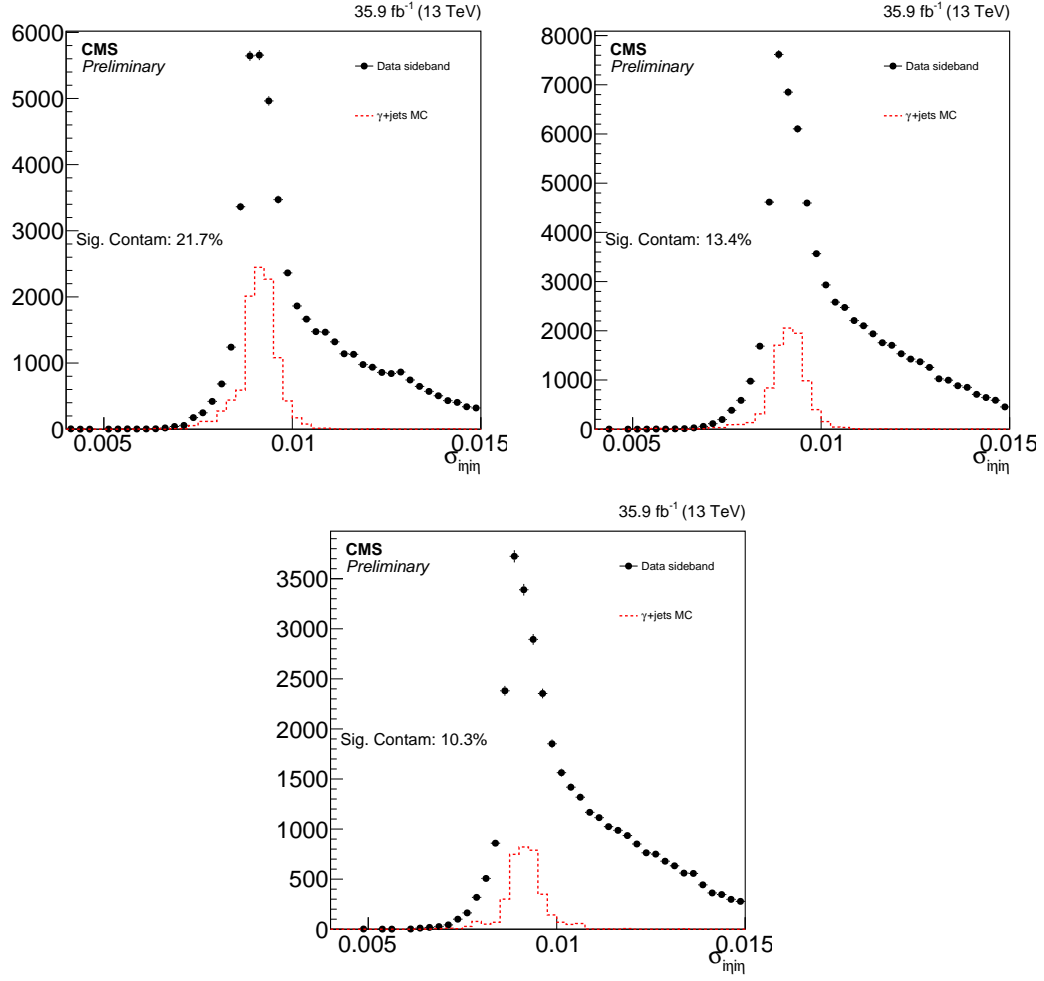 35.9 fb⁻¹ (13 TeV)
CMS
Preliminary
Data sideband
γ+jets MC
Sig. Contam: 21.7%
6000
5000
4000
3000
2000
1000
0
0.005
0.01
0.015
σiηiη
35.9 fb⁻¹ (13 TeV)
CMS
Preliminary
Data sideband
γ+jets MC
Sig. Contam: 13.4%
8000
7000
6000
5000
4000
3000
2000
1000
0
0.005
0.01
0.015
σiηiη
35.9 fb⁻¹ (13 TeV)
CMS
Preliminary
Data sideband
γ+jets MC
Sig. Contam: 10.3%
3500
3000
2500
2000
1500
1000
500
0
0.005
0.01
0.015
σiηiη